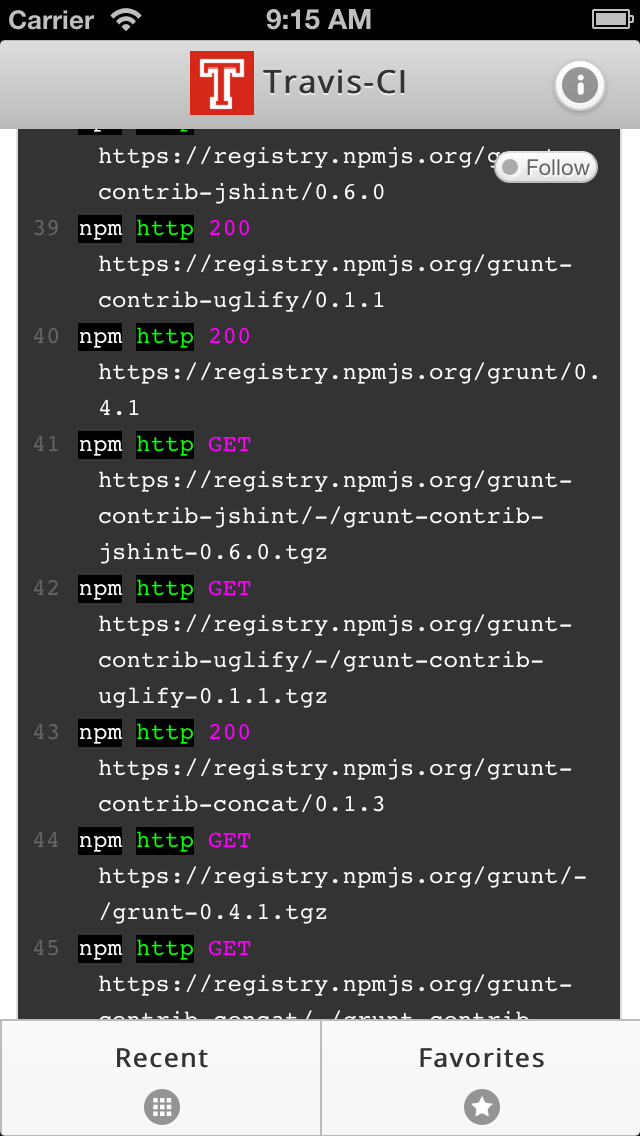 Carrier 9:15 AM
T Travis-CI
npm http
https://registry.npmjs.org/
contrib-jshint/0.6.0
Follow
39 npm http 200
https://registry.npmjs.org/grunt-
contrib-uglify/0.1.1
40 npm http 200
https://registry.npmjs.org/grunt/0.
4.1
41 npm http GET
https://registry.npmjs.org/grunt-
contrib-jshint/-/grunt-contrib-
jshint-0.6.0.tgz
42 npm http GET
https://registry.npmjs.org/grunt-
contrib-uglify/-/grunt-contrib-
uglify-0.1.1.tgz
43 npm http 200
https://registry.npmjs.org/grunt-
contrib-concat/0.1.3
44 npm http GET
https://registry.npmjs.org/grunt/-
/grunt-0.4.1.tgz
45 npm http GET
https://registry.npmjs.org/grunt-
contrib-concat/-/grunt-contrib-
Recent Favorites